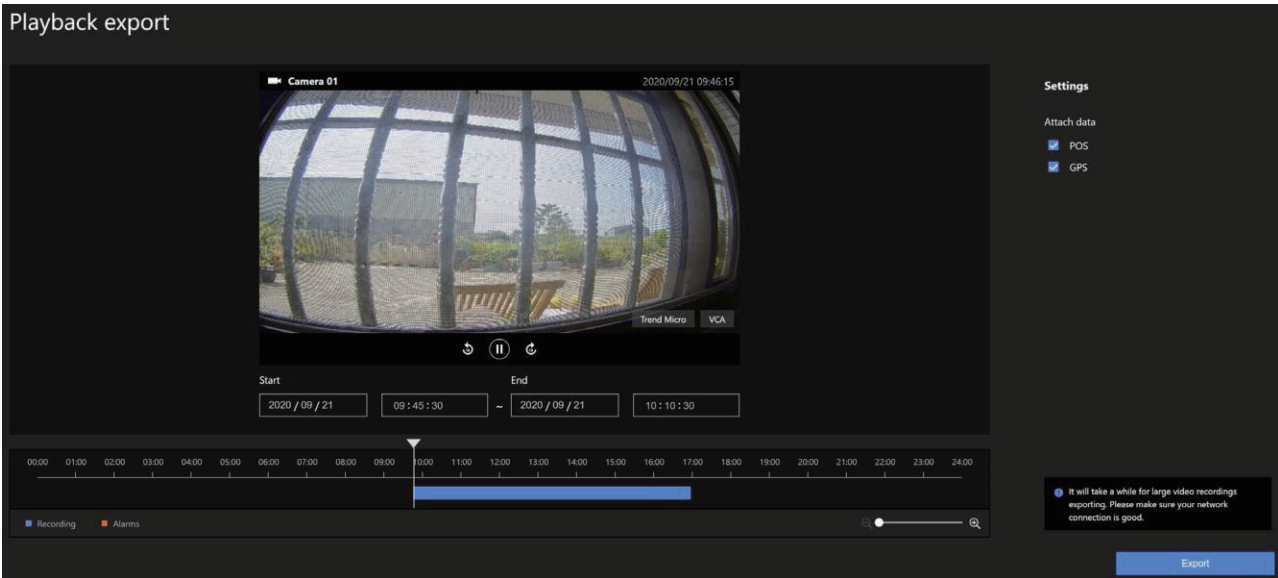 Playback export
Camera 01 2020/09/21 09:46:15
Trend Micro VCA
Start End
2020 / 09 / 21 09 : 45 : 30 ~ 2020 / 09 / 21 10 : 10 : 30
00:00 01:00 02:00 03:00 04:00 05:00 06:00 07:00 08:00 09:00 10:00 11:00 12:00 13:00 14:00 15:00 16:00 17:00 18:00 19:00 20:00 21:00 22:00 23:00 24:00
Recording Alarms
Settings
Attach data
POS
GPS
It will take a while for large video recordings
exporting. Please make sure your network
connection is good.
Export